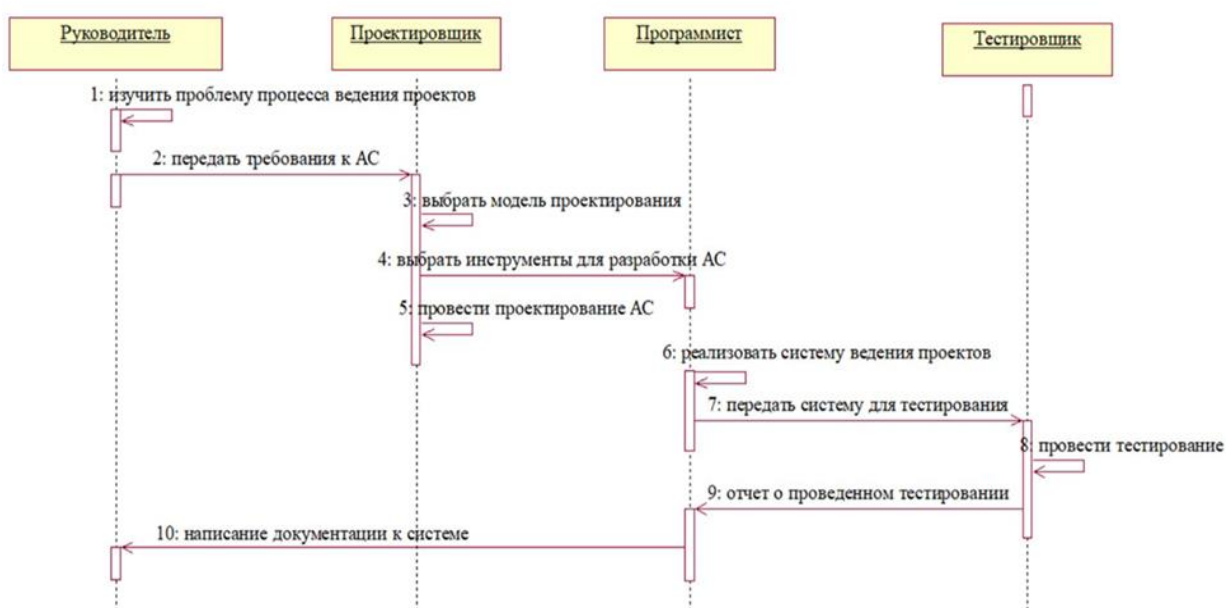 Руководитель
Проектировщик
Программист
Тестировщик
1: изучить проблему процесса ведения проектов
2: передать требования к АС
3: выбрать модель проектирования
4: выбрать инструменты для разработки АС
5: провести проектирование АС
6: реализовать систему ведения проектов
7: передать систему для тестирования
8: провести тестирование
9: отчет о проведенном тестировании
10: написание документации к системе